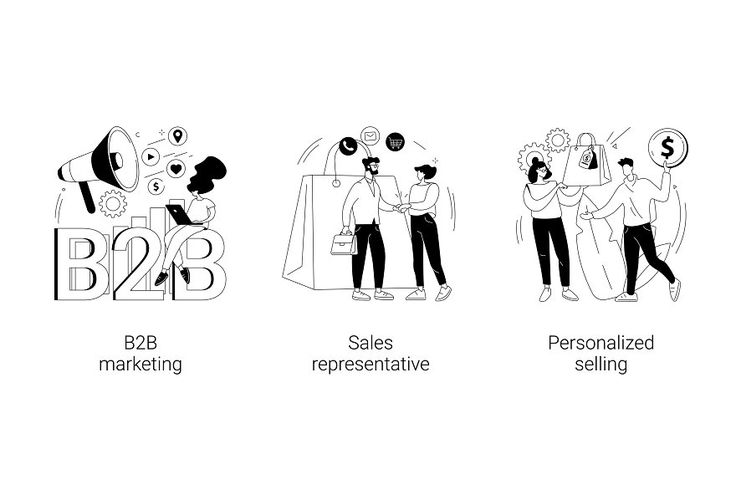 $
$
B2B
B2B
marketing
Sales
representative
Personalized
selling